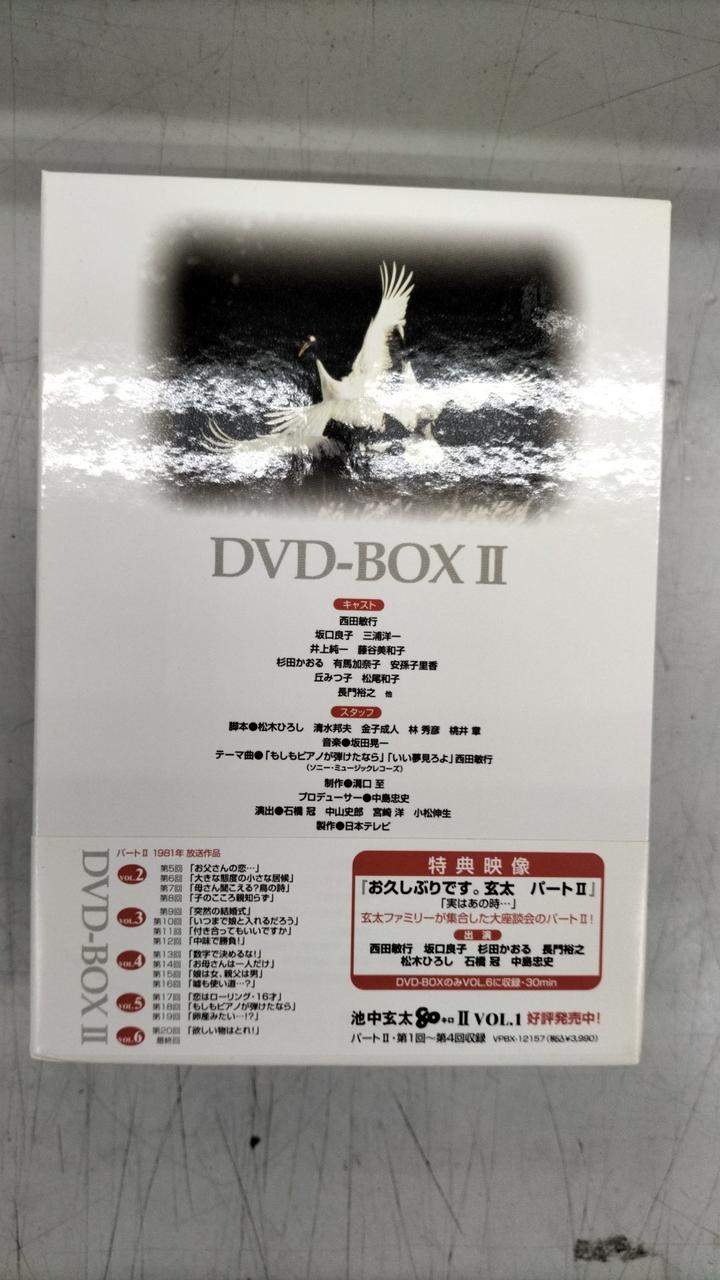 DVD-BOX Ⅱ
キャスト
西田敏行
坂口良子 三浦洋一
井上純一 藤谷美和子
杉田かおる 有馬加奈子 安孫子里香
丘みつ子 松尾和子
長門裕之 他
スタッフ
脚本●松木ひろし 清水邦夫 金子成人 林 秀彦 桃井 章
音楽●坂田晃一
テーマ曲●「もしもピアノが弾けたなら」「いい夢見ろよ」西田敏行
(ソニー・ミュージックレコーズ)
制作●溝口 至
プロデューサー●中島忠史
演出●石橋 冠 中山史郎 宮崎 洋 小松伸生
製作●日本テレビ
DVD-BOX Ⅱ
パートⅡ 1981年 放送作品
VOL.2
第5回 「お父さんの恋…」
第6回 「大きな態度の小さな居候」
第7回 「母さん聞こえる?鳥の詩」
第8回 「子のこころ親知らず」
VOL.3
第9回 「突然の結婚式」
第10回 「いつまで娘と入れるだろう」
第11回 「付き合ってもいいですか」
第12回 「中味で勝負!」
VOL.4
第13回 「数字で決めるな!」
第14回 「お母さんは一人だけ」
第15回 「娘は女、親父は男」
第16回 「嘘も使い道…?」
VOL.5
第17回 「恋はローリング・16才」
第18回 「もしもピアノが弾けたなら」
第19回 「卵産みたい…!?」
VOL.6
第20回 「欲しい物はとれ!」
最終回
特典映像
『お久しぶりです。玄太 パートⅡ』
「実はあの時…」
玄太ファミリーが集合した大座談会のパートⅡ!
出演
西田敏行 坂口良子 杉田かおる 長門裕之
松木ひろし 石橋 冠 中島忠史
DVD-BOXのみVOL.6に収録・30min
池中玄太80キロ Ⅱ VOL.1 好評発売中!
パートⅡ・第1回〜第4回収録 VPBX-12157(税込¥3,990)